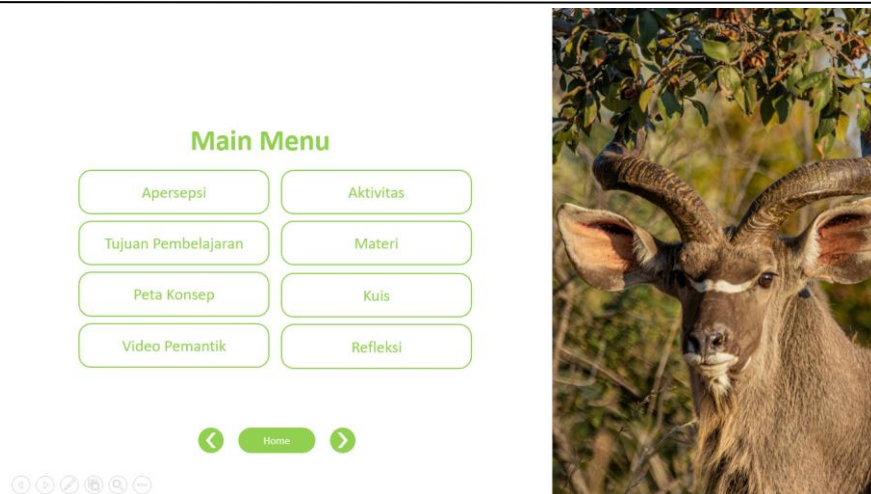 Main Menu
Apersepsi
Aktivitas
Tujuan Pembelajaran
Materi
Peta Konsep
Kuis
Video Pemantik
Refleksi
Home